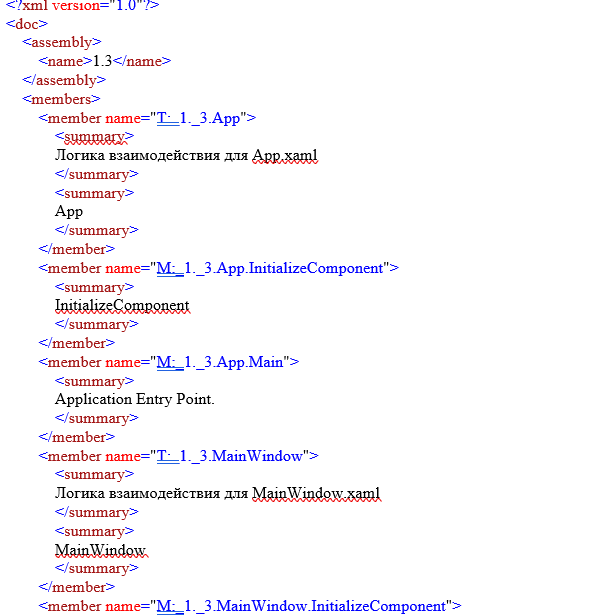 <?xml version="1.0"?>
<doc>
<assembly>
<name>1.3</name>
</assembly>
<members>
<member name="T:_1._3.App">
<summary>
Логика взаимодействия для App.xaml
</summary>
<summary>
App
</summary>
</member>
<member name="M:_1._3.App.InitializeComponent">
<summary>
InitializeComponent
</summary>
</member>
<member name="M:_1._3.App.Main">
<summary>
Application Entry Point.
</summary>
</member>
<member name="T:_1._3.MainWindow">
<summary>
Логика взаимодействия для MainWindow.xaml
</summary>
<summary>
MainWindow
</summary>
</member>
<member name="M:_1._3.MainWindow.InitializeComponent">